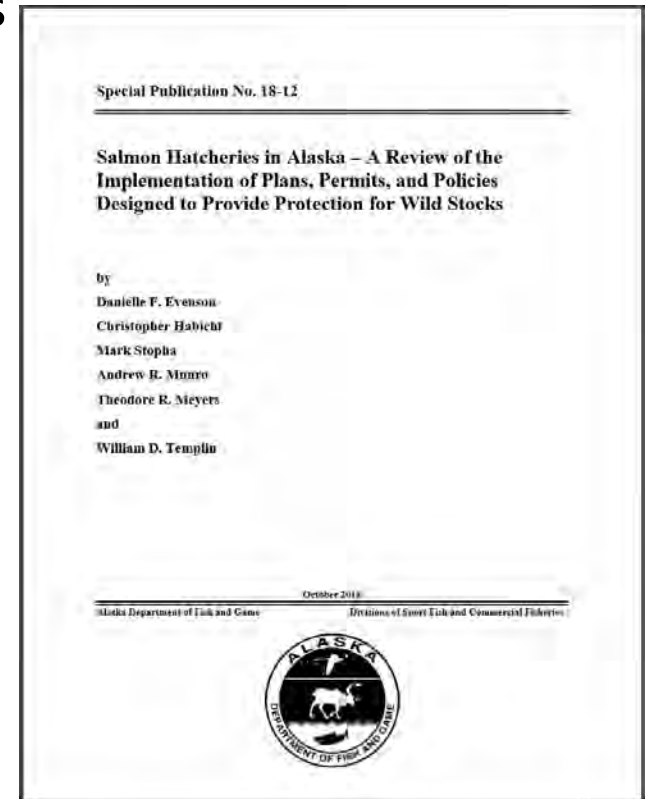 s
Special Publication No. 18-12
Salmon Hatcheries in Alaska – A Review of the
Implementation of Plans, Permits, and Policies
Designed to Provide Protection for Wild Stocks
by
Danielle F. Evenson
Christopher Habicht
Mark Stopha
Andrew R. Munro
Theodore R. Meyers
and
William D. Templin
October 2018
Alaska Department of Fish and Game
Divisions of Sport Fish and Commercial Fisheries
ALASKA
DEPARTMENT OF FISH AND GAME